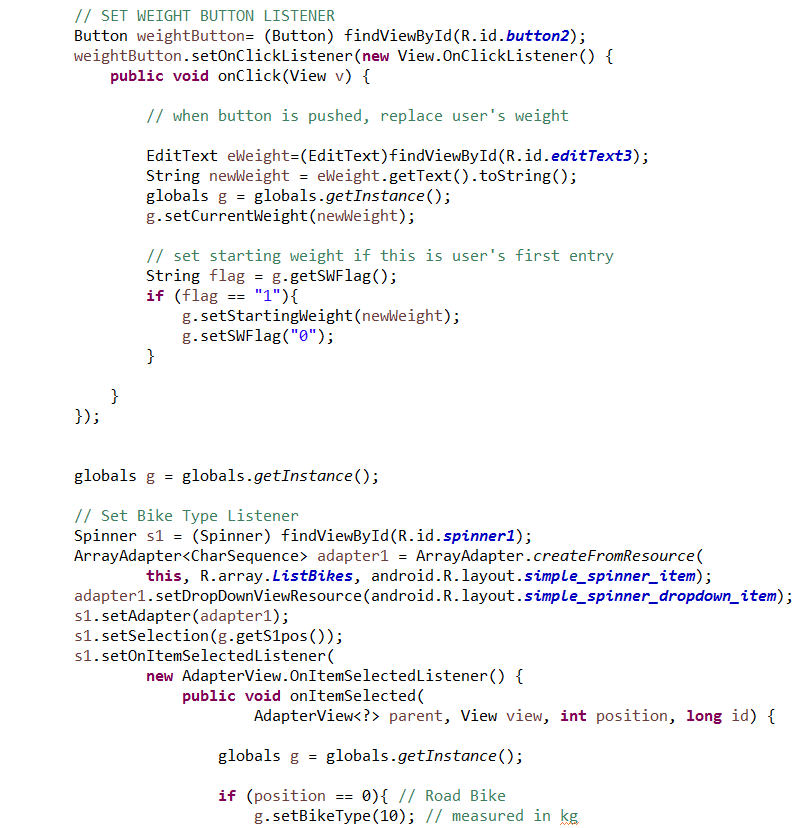 // SET WEIGHT BUTTON LISTENER
Button weightButton= (Button) findViewById(R.id.button2);
weightButton.setOnClickListener(new View.OnClickListener() {
    public void onClick(View v) {

        // when button is pushed, replace user's weight

        EditText eWeight=(EditText)findViewById(R.id.editText3);
        String newWeight = eWeight.getText().toString();
        globals g = globals.getInstance();
        g.setCurrentWeight(newWeight);

        // set starting weight if this is user's first entry
        String flag = g.getSWFlag();
        if (flag == "1"){
            g.setStartingWeight(newWeight);
            g.setSWFlag("0");
        }

    }
});


globals g = globals.getInstance();

// Set Bike Type Listener
Spinner s1 = (Spinner) findViewById(R.id.spinner1);
ArrayAdapter<CharSequence> adapter1 = ArrayAdapter.createFromResource(
        this, R.array.ListBikes, android.R.layout.simple_spinner_item);
adapter1.setDropDownViewResource(android.R.layout.simple_spinner_dropdown_item);
s1.setAdapter(adapter1);
s1.setSelection(g.getS1pos());
s1.setOnItemSelectedListener(
        new AdapterView.OnItemSelectedListener() {
            public void onItemSelected(
                    AdapterView<?> parent, View view, int position, long id) {

                globals g = globals.getInstance();

                if (position == 0){ // Road Bike
                    g.setBikeType(10); // measured in kg